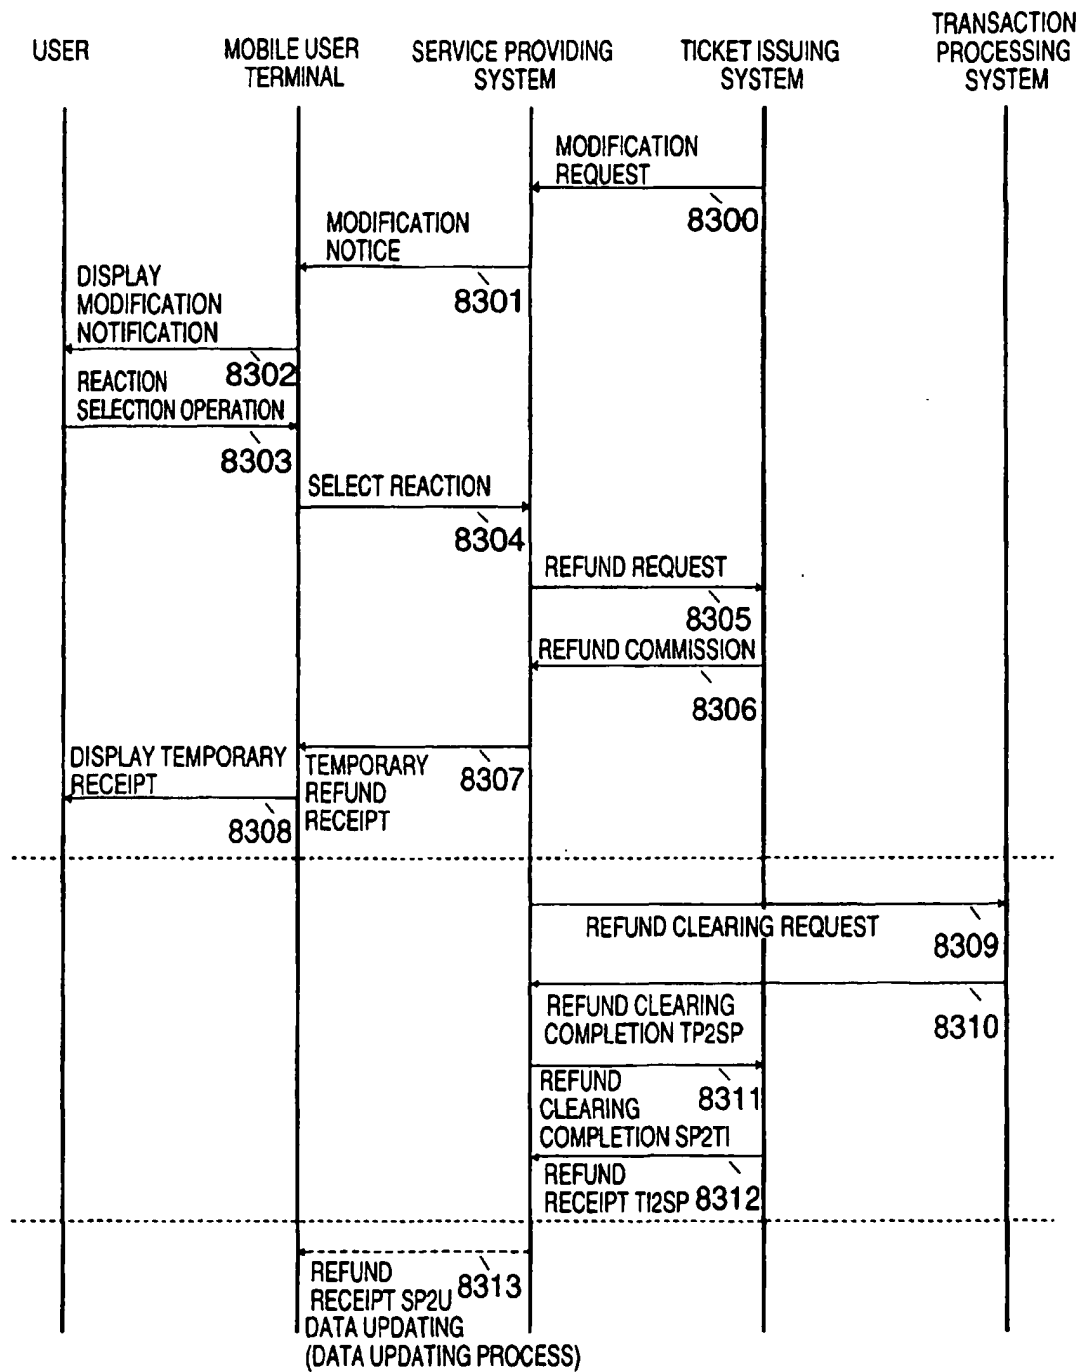 USER
MOBILE USER
TERMINAL
SERVICE PROVIDING
SYSTEM
TICKET ISSUING
SYSTEM
TRANSACTION
PROCESSING
SYSTEM
MODIFICATION
REQUEST
8300
MODIFICATION
NOTICE
8301
DISPLAY
MODIFICATION
NOTIFICATION
8302
REACTION
SELECTION OPERATION
8303
SELECT REACTION
8304
REFUND REQUEST
8305
REFUND COMMISSION
8306
TEMPORARY
REFUND
RECEIPT
8307
DISPLAY TEMPORARY
RECEIPT
8308
REFUND CLEARING REQUEST
8309
REFUND CLEARING
COMPLETION TP2SP
8310
REFUND
CLEARING
COMPLETION SP2TI
8311
REFUND
RECEIPT TI2SP
8312
REFUND
RECEIPT SP2U
8313
DATA UPDATING
(DATA UPDATING PROCESS)